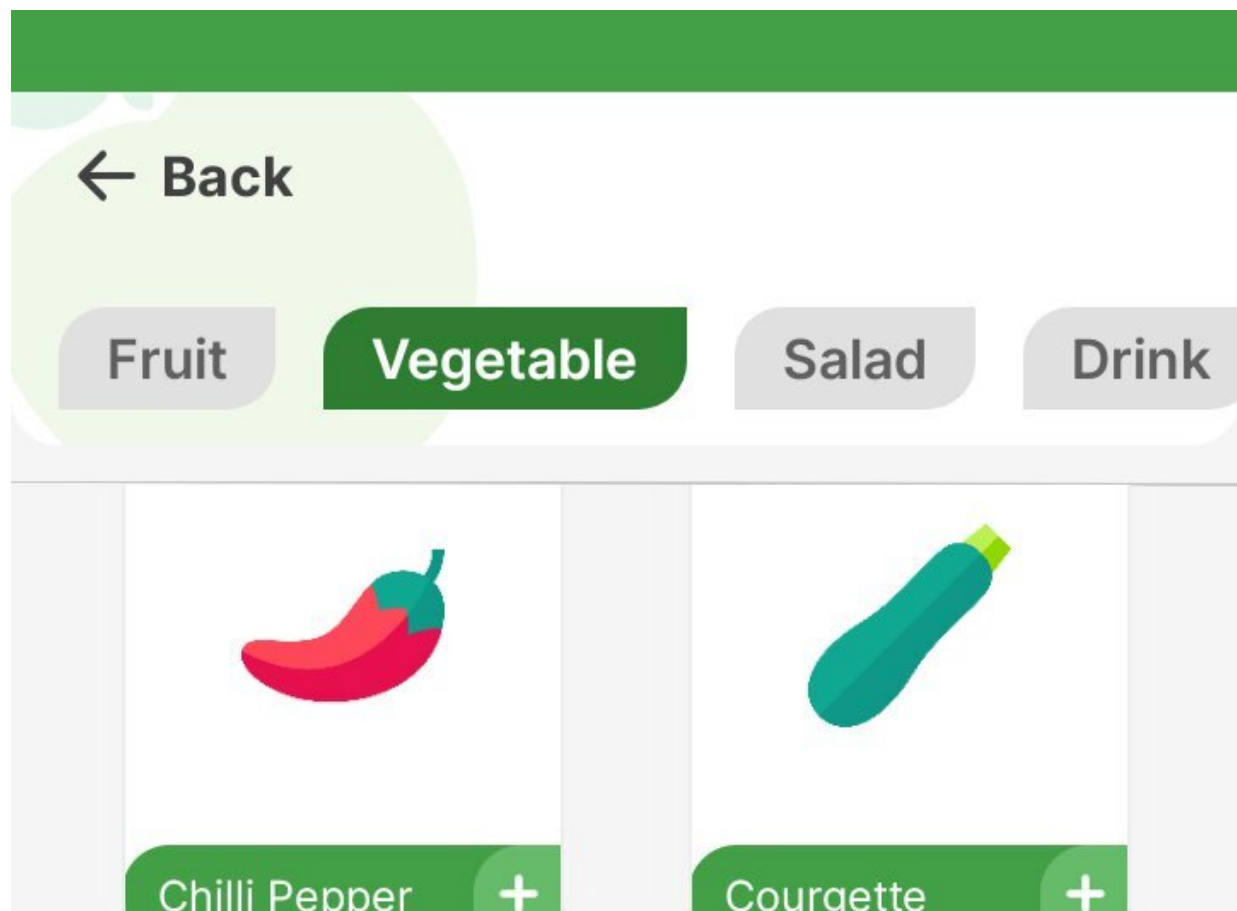 ← Back
Fruit Vegetable Salad Drink
Chilli Pepper + Courgette +